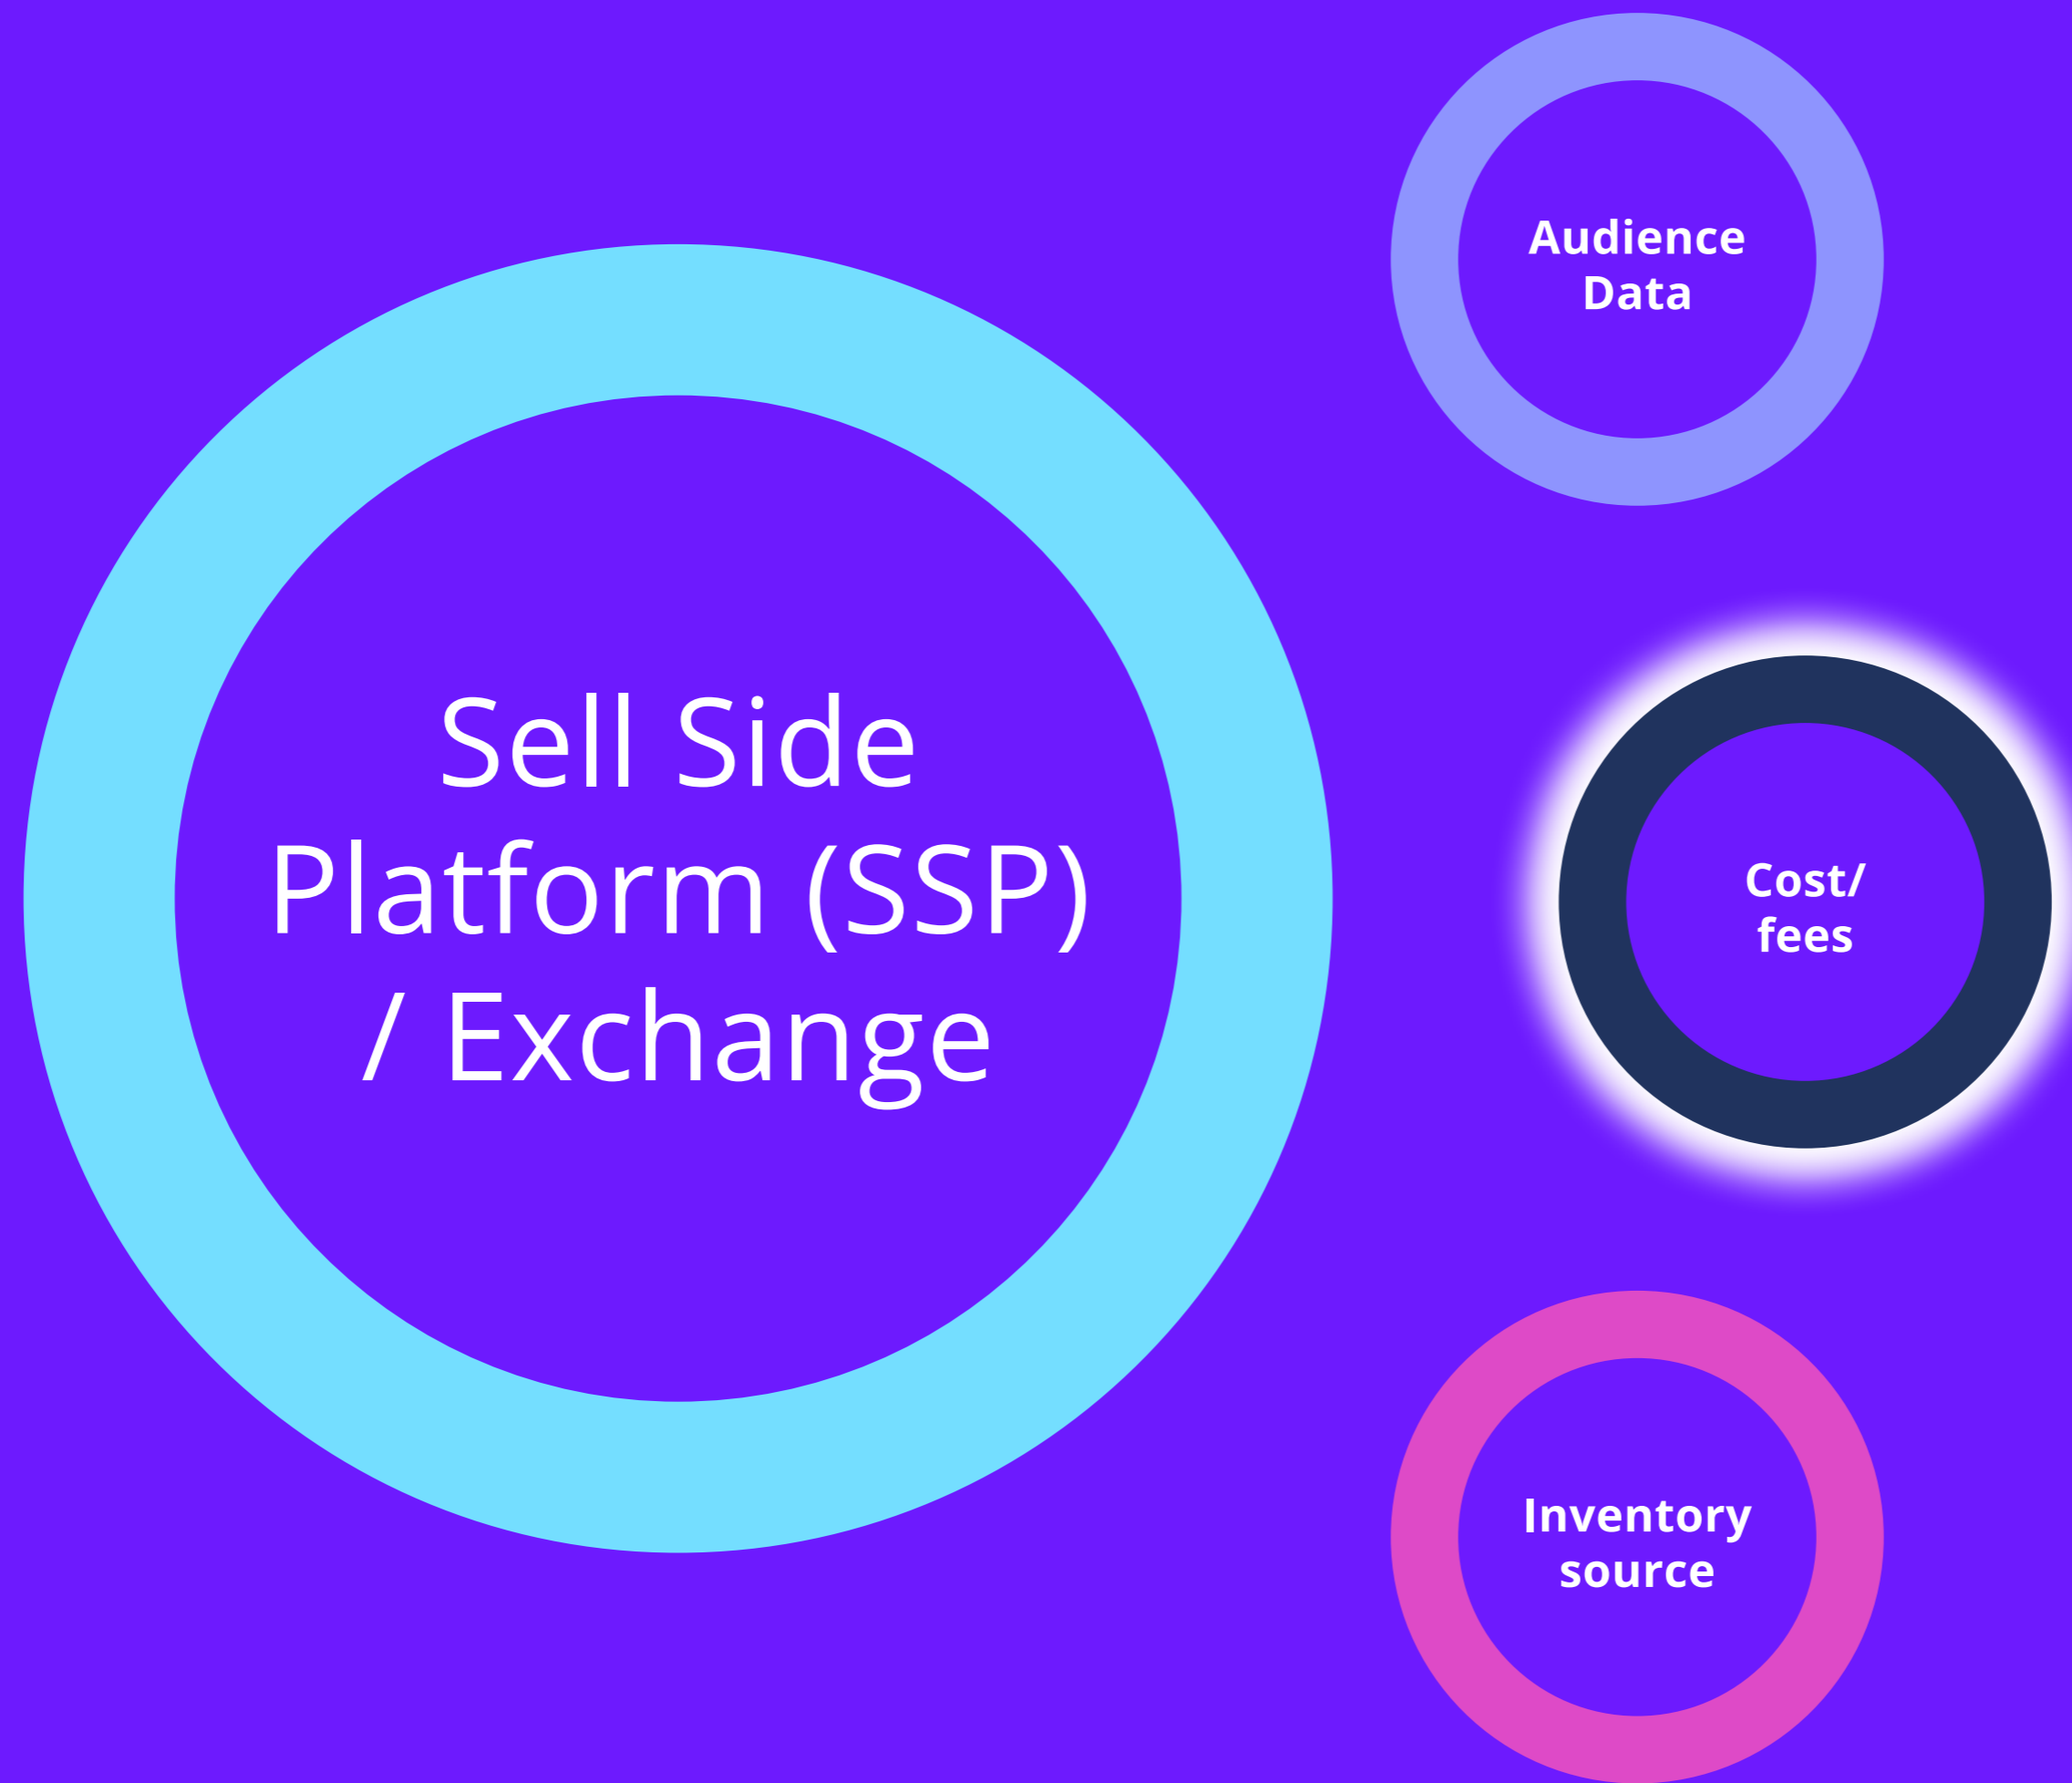 Sell Side
Platform (SSP)
/ Exchange
Audience
Data
Cost/
fees
Inventory
source